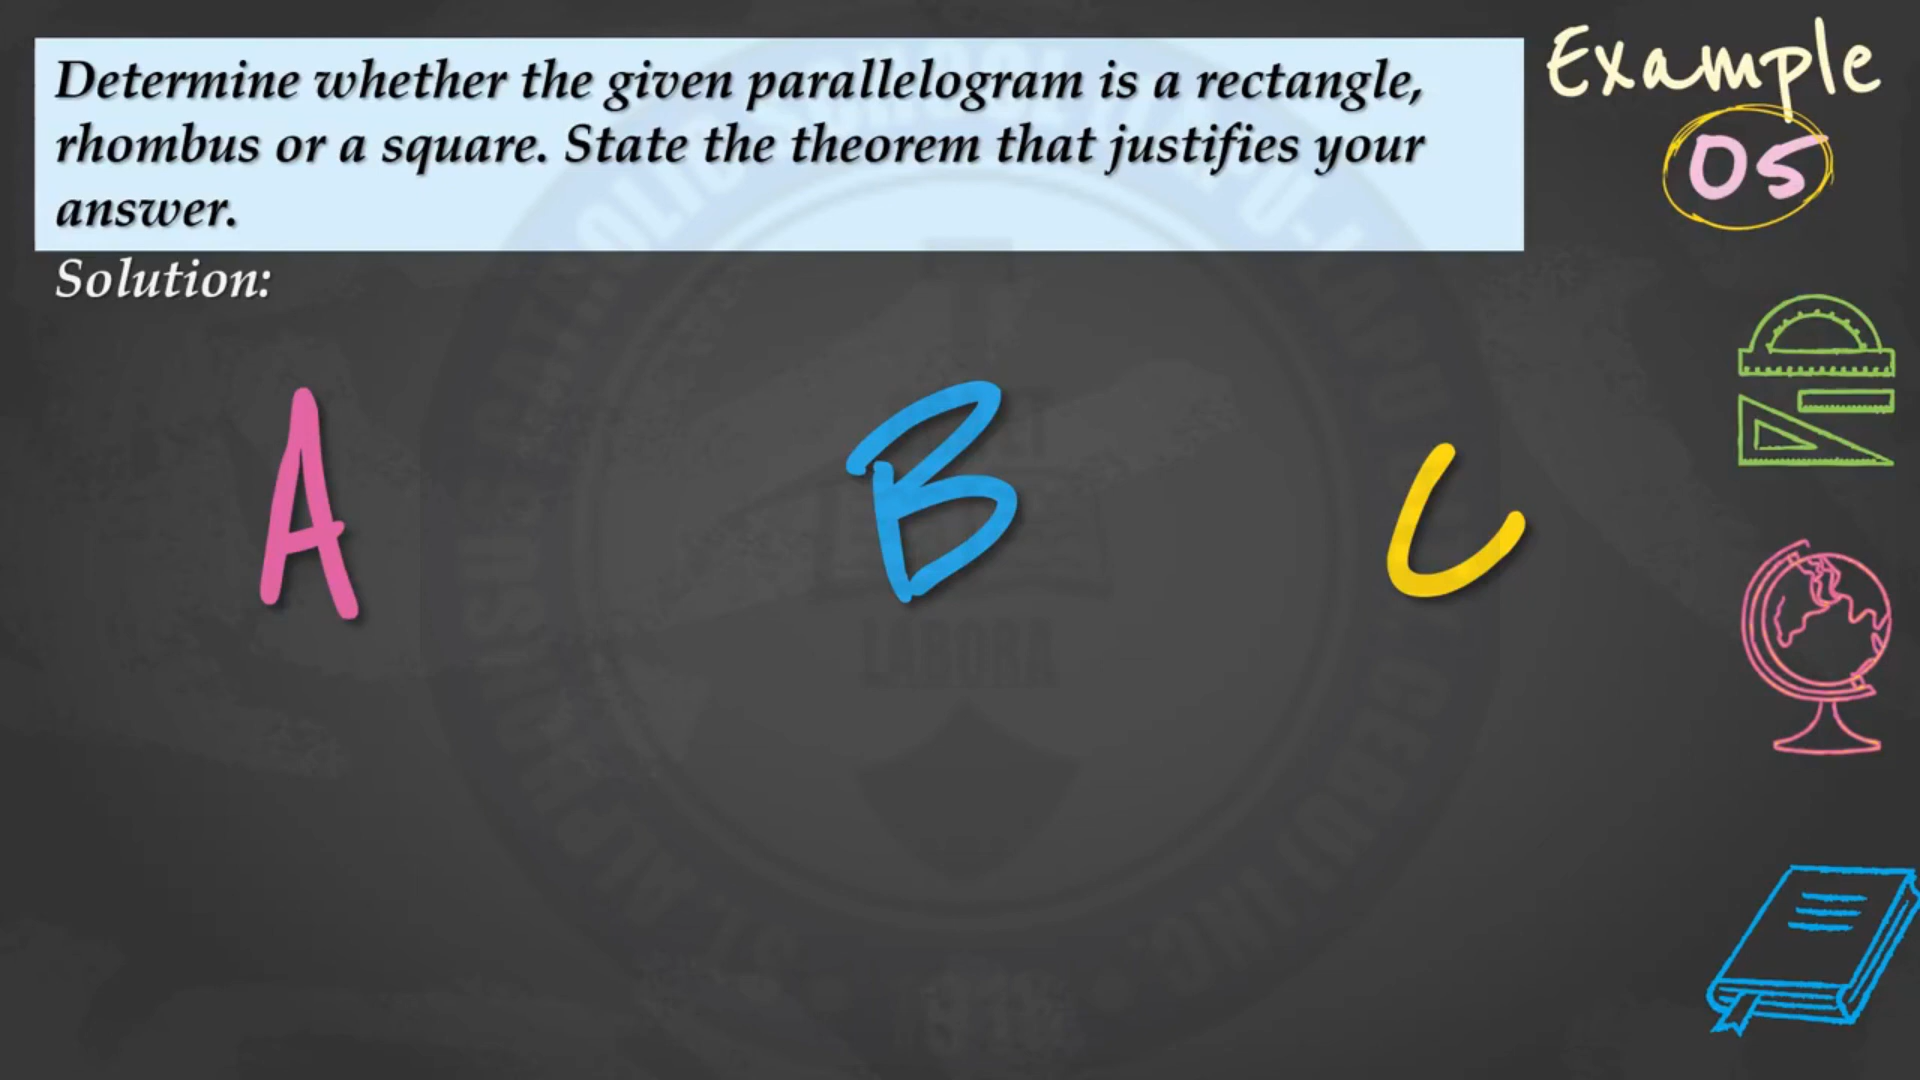 Determine whether the given parallelogram is a rectangle,
rhombus or a square. State the theorem that justifies your
answer.
Example
05
Solution:
A B C
LABORA